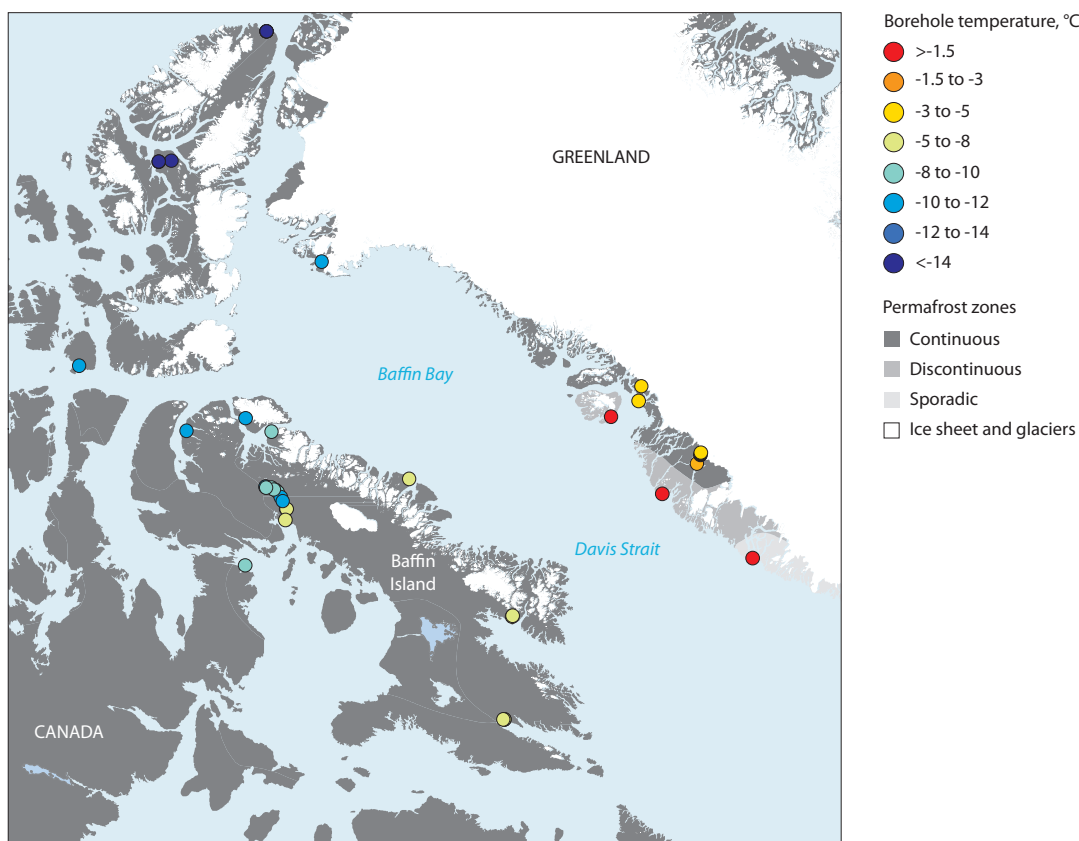 GREENLAND
Baffin Bay
Davis Strait
Baffin
Island
CANADA
Borehole temperature, °C
>-1.5
-1.5 to -3
-3 to -5
-5 to -8
-8 to -10
-10 to -12
-12 to -14
<-14
Permafrost zones
Continuous
Discontinuous
Sporadic
Ice sheet and glaciers